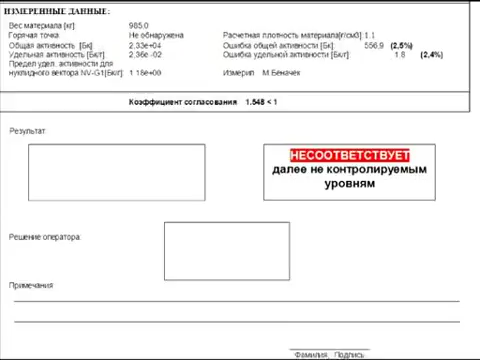 ИЗМЕРЕННЫЕ ДАННЫЕ:
Вес материала [кг] 985.0
Горячая точка. Не обнаружена Расчетная плотность материала[г/см3] 1.1
Общая активность [Бк] 2,33e+04 Ошибка общей активности [Бк]: 556,9 (2,5%)
Удельная активность [Бк/г] 2,36e-02 Ошибка удельной активности [Бк/г] 1.8 (2,4%)
Предел удел. активности для
нуклидного вектора NV-G1[Бк/г]: 1 18e+00 Измерил М.Беначек
Коэффициент согласования 1.548 < 1
Результат
НЕСООТВЕТСТВУЕТ
далее не контролируемым
уровням
Решение оператора:
Примечания
Фамилия, Подпись